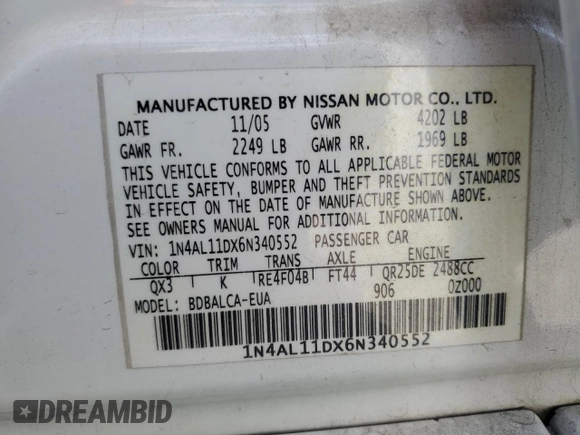 MANUFACTURED BY NISSAN MOTOR CO., LTD.
DATE 11/05 GVWR 4202 LB
GAWR FR. 2249 LB GAWR RR. 1969 LB
THIS VEHICLE CONFORMS TO ALL APPLICABLE FEDERAL MOTOR
VEHICLE SAFETY, BUMPER AND THEFT PREVENTION STANDARDS
IN EFFECT ON THE DATE OF MANUFACTURE SHOWN ABOVE.
SEE OWNERS MANUAL FOR ADDITIONAL INFORMATION.
VIN: 1N4AL11DX6N340552 PASSENGER CAR
COLOR TRIM TRANS AXLE ENGINE
QX3 K RE4F04B FT44 QR25DE 2488CC
MODEL: BDBALCA-EUA 906 0Z000
1N4AL11DX6N340552
DREAMBID